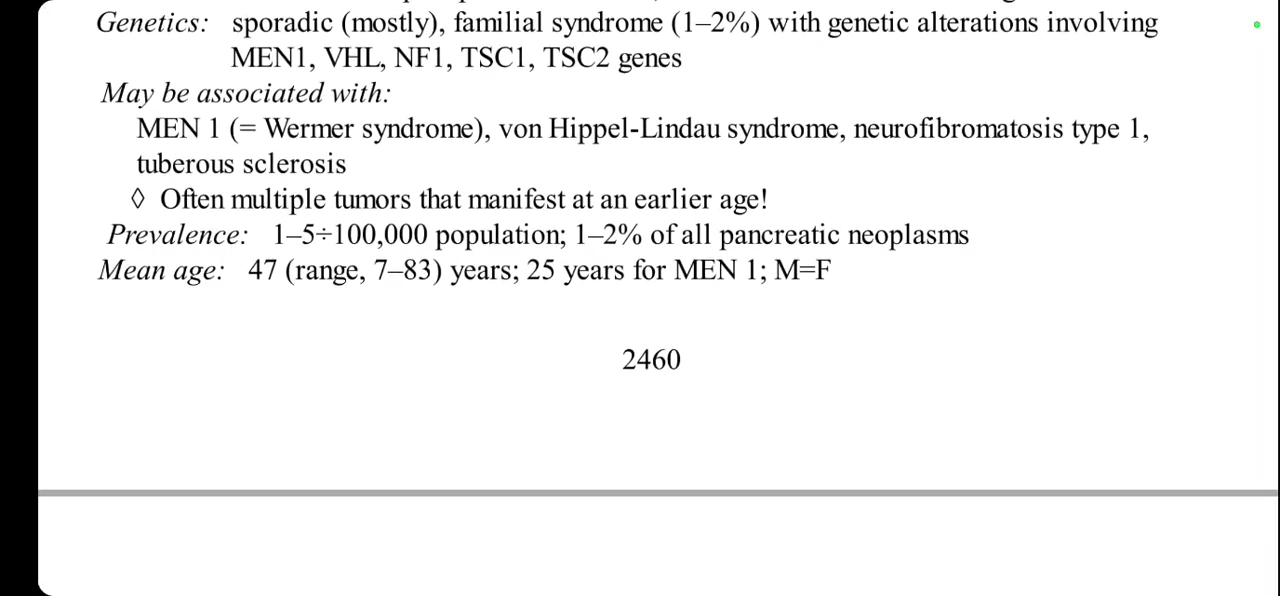 Genetics: sporadic (mostly), familial syndrome (1–2%) with genetic alterations involving
MEN1, VHL, NF1, TSC1, TSC2 genes
May be associated with:
MEN 1 (= Wermer syndrome), von Hippel-Lindau syndrome, neurofibromatosis type 1,
tuberous sclerosis
◊ Often multiple tumors that manifest at an earlier age!
Prevalence: 1–5÷100,000 population; 1–2% of all pancreatic neoplasms
Mean age: 47 (range, 7–83) years; 25 years for MEN 1; M=F
2460